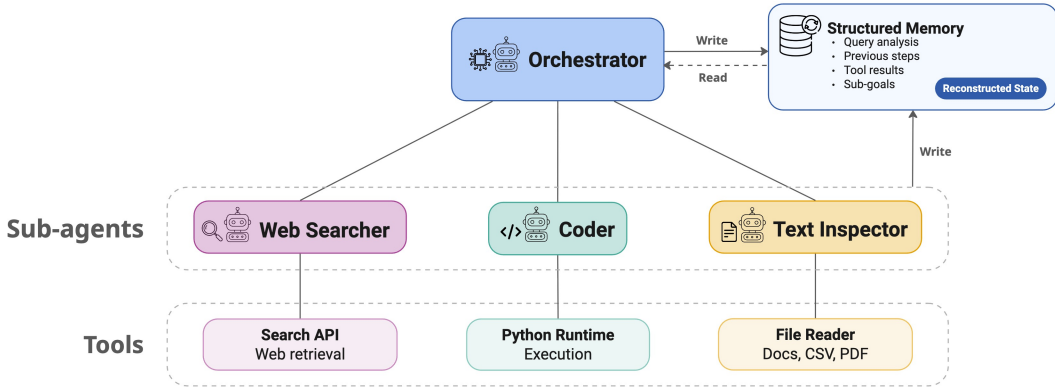 Orchestrator
Write
Read
Structured Memory
· Query analysis
· Previous steps
· Tool results
· Sub-goals
Reconstructed State
Write
Sub-agents
Web Searcher
</> Coder
Text Inspector
Tools
Search API
Web retrieval
Python Runtime
Execution
File Reader
Docs, CSV, PDF